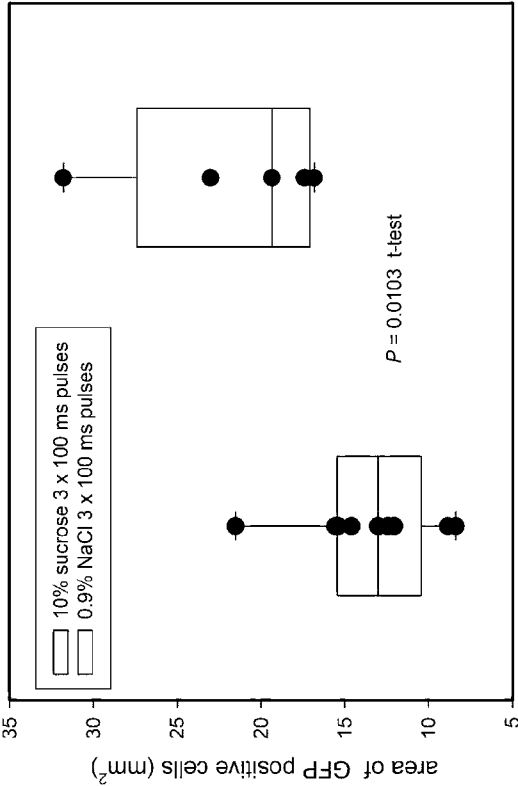 10% sucrose 3 x 100 ms pulses
0.9% NaCl 3 x 100 ms pulses
P = 0.0103 t-test
35
30
25
20
15
10
5
area of GFP positive cells (mm²)